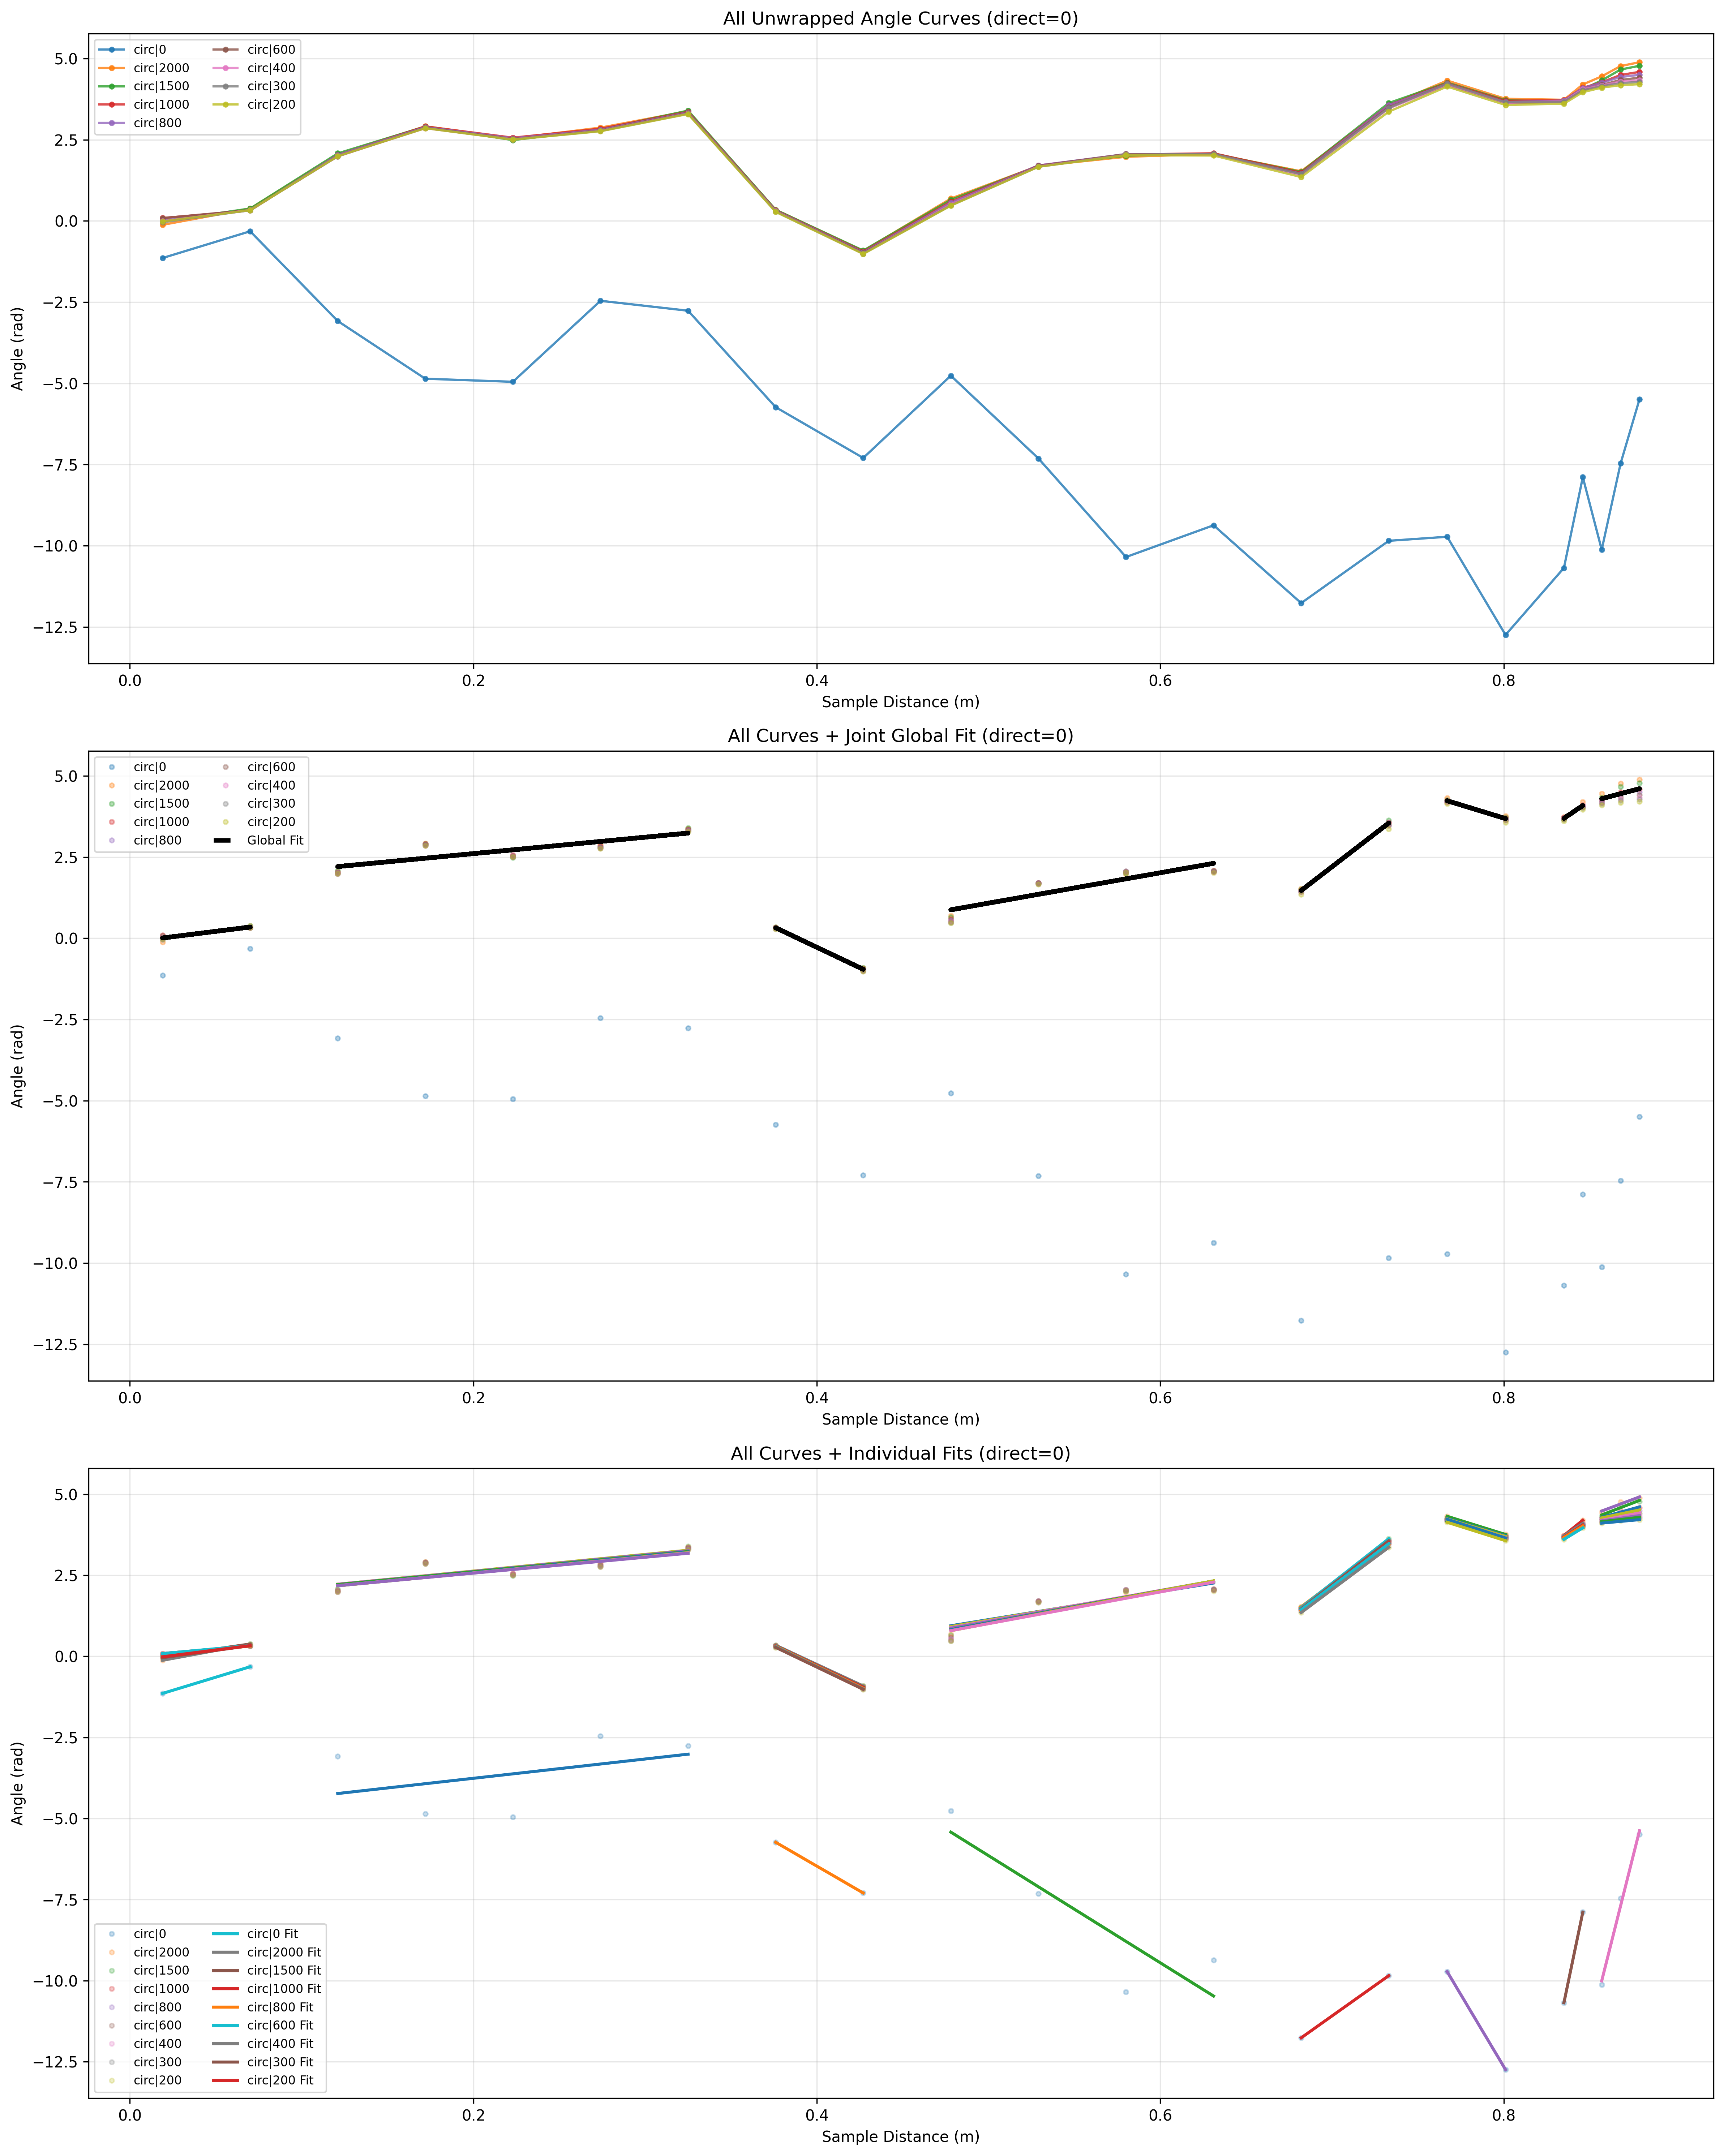 All Unwrapped Angle Curves (direct=0)
circ|0
circ|2000
circ|1500
circ|1000
circ|800
circ|600
circ|400
circ|300
circ|200
5.0
2.5
0.0
−2.5
−5.0
−7.5
−10.0
−12.5
Angle (rad)
0.0 0.2 0.4 0.6 0.8
Sample Distance (m)
All Curves + Joint Global Fit (direct=0)
circ|0
circ|2000
circ|1500
circ|1000
circ|800
circ|600
circ|400
circ|300
circ|200
Global Fit
5.0
2.5
0.0
−2.5
−5.0
−7.5
−10.0
−12.5
Angle (rad)
0.0 0.2 0.4 0.6 0.8
Sample Distance (m)
All Curves + Individual Fits (direct=0)
5.0
2.5
0.0
−2.5
−5.0
−7.5
−10.0
−12.5
Angle (rad)
circ|0
circ|2000
circ|1500
circ|1000
circ|800
circ|600
circ|400
circ|300
circ|200
circ|0 Fit
circ|2000 Fit
circ|1500 Fit
circ|1000 Fit
circ|800 Fit
circ|600 Fit
circ|400 Fit
circ|300 Fit
circ|200 Fit
0.0 0.2 0.4 0.6 0.8
Sample Distance (m)